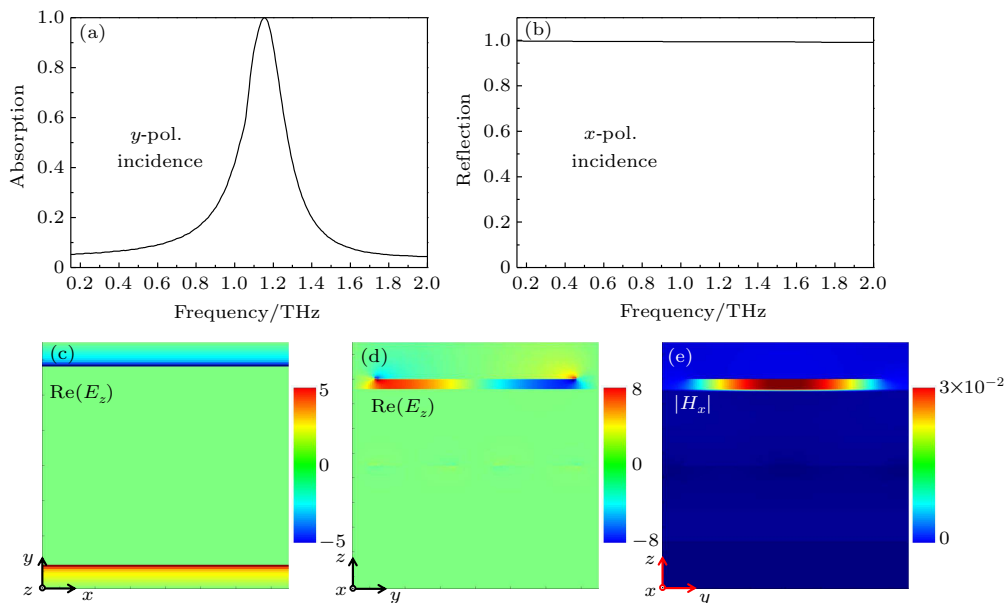 (a)
1.0
0.8
0.6
0.4
0.2
0
Absorption
y-pol.
incidence
0.2 0.4 0.6 0.8 1.0 1.2 1.4 1.6 1.8 2.0
Frequency/THz
(b)
1.0
0.8
0.6
0.4
0.2
0
Reflection
x-pol.
incidence
0.2 0.4 0.6 0.8 1.0 1.2 1.4 1.6 1.8 2.0
Frequency/THz
(c)
Re(E_z)
5
0
−5
y
z
x
(d)
Re(E_z)
8
0
−8
z
x
y
(e)
|H_x|
3×10⁻²
0
z
x
y